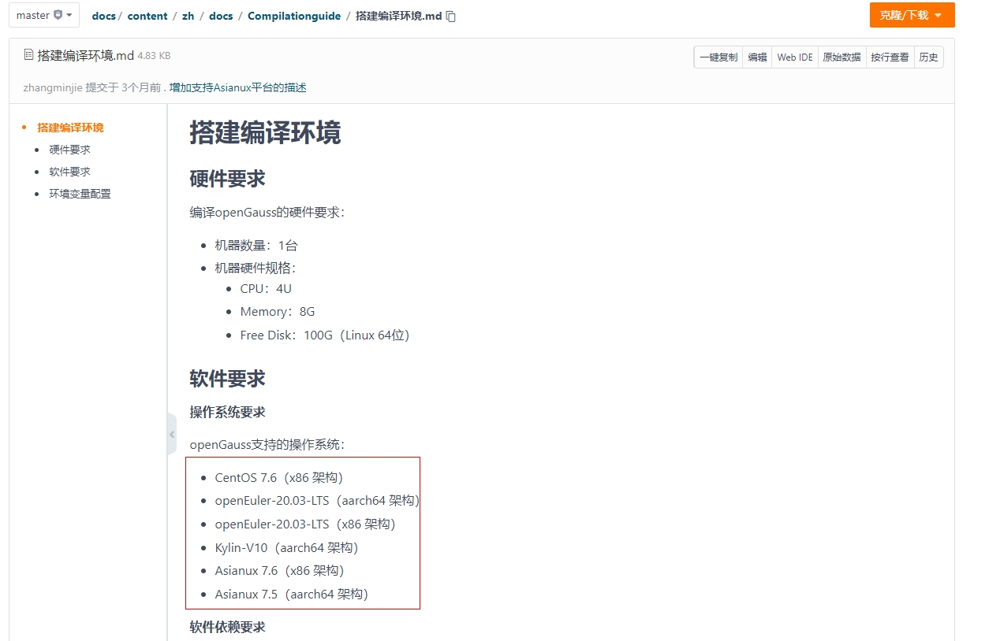 master
docs / content / zh / docs / Compilationguide / 搭建编译环境.md
克隆/下载
搭建编译环境.md 4.83 KB
一键复制 编辑 Web IDE 原始数据 按行查看 历史
zhangminjie 提交于 3个月前 . 增加支持Asianux平台的描述
搭建编译环境
硬件要求
软件要求
环境变量配置
搭建编译环境
硬件要求
编译openGauss的硬件要求：
机器数量：1台
机器硬件规格：
CPU：4U
Memory：8G
Free Disk：100G（Linux 64位）
软件要求
操作系统要求
openGauss支持的操作系统：
CentOS 7.6（x86 架构）
openEuler-20.03-LTS（aarch64 架构）
openEuler-20.03-LTS（x86 架构）
Kylin-V10（aarch64 架构）
Asianux 7.6（x86 架构）
Asianux 7.5（aarch64 架构）
软件依赖要求